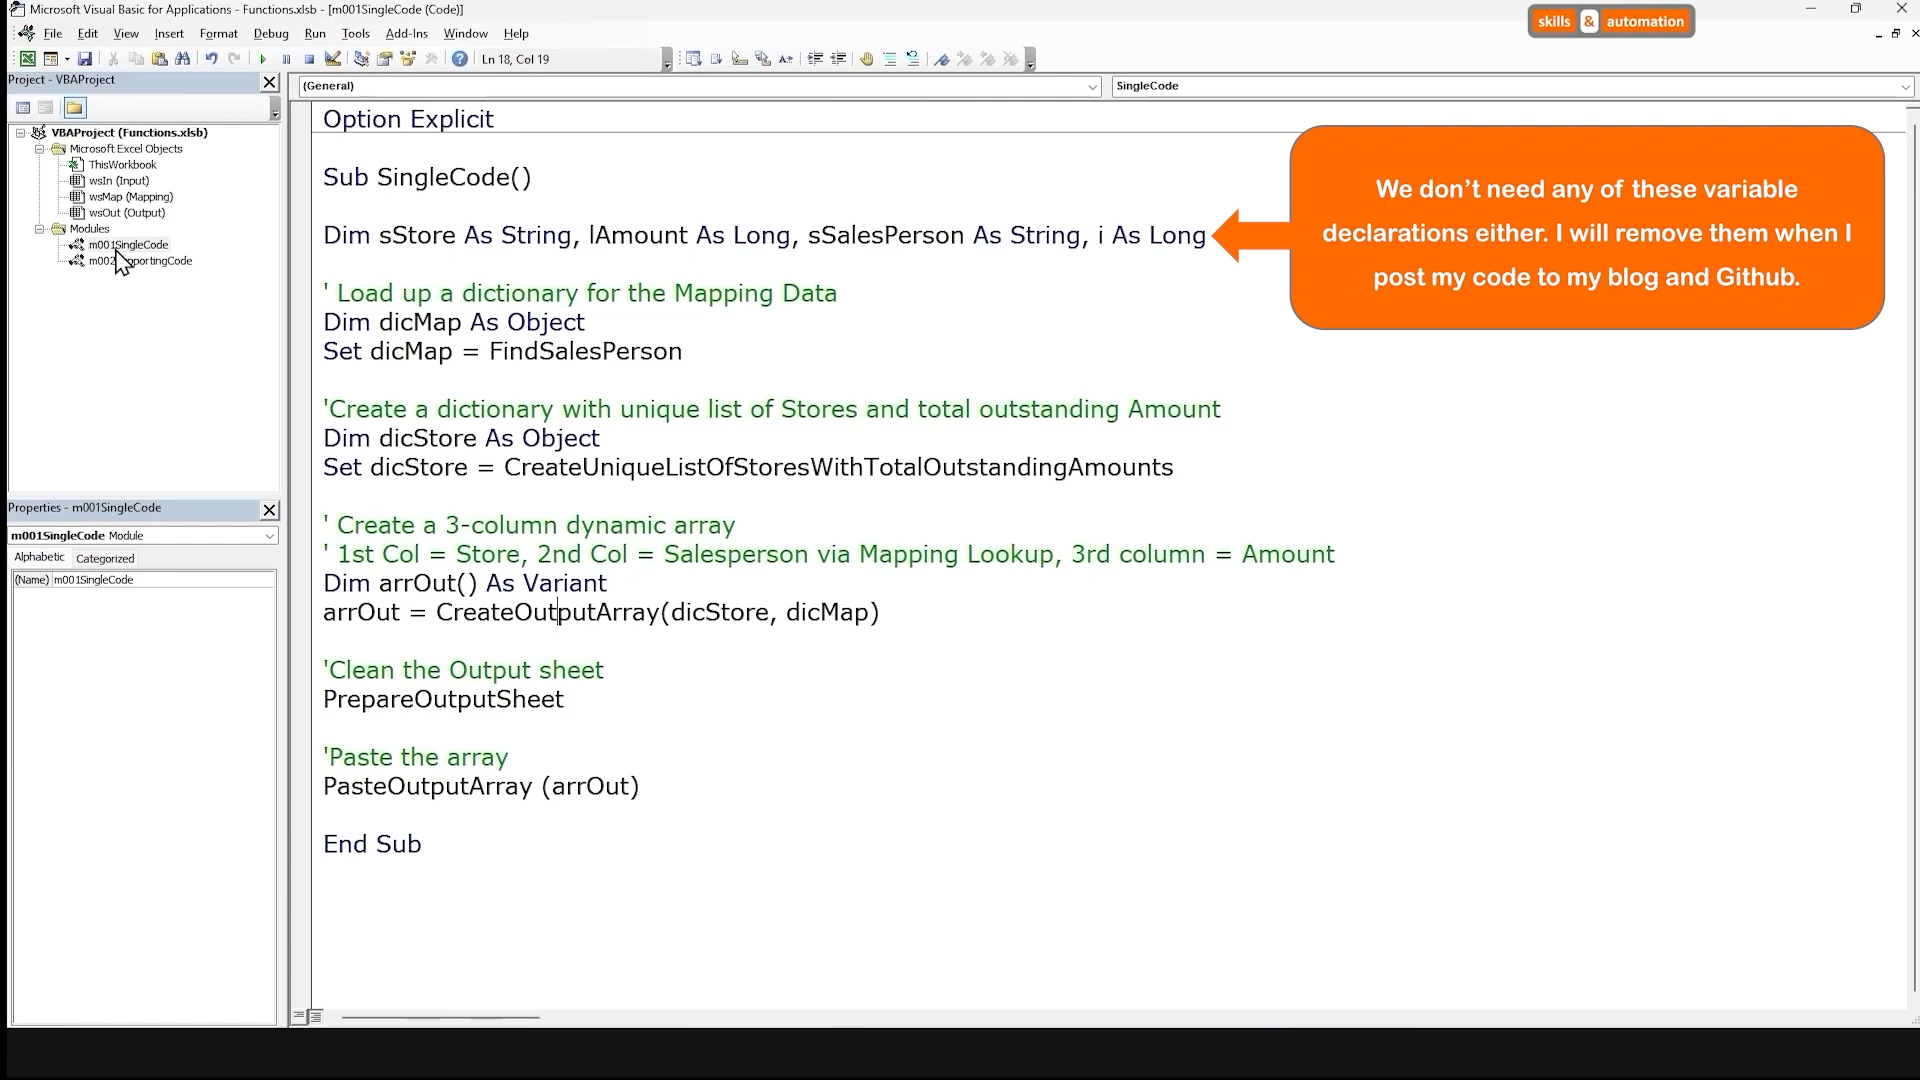 Microsoft Visual Basic for Applications - Functions.xlsb - [m001SingleCode (Code)]
skills & automation
File Edit View Insert Format Debug Run Tools Add-Ins Window Help
Ln 18, Col 19
Project - VBAProject
(General)
SingleCode
VBAProject (Functions.xlsb)
Microsoft Excel Objects
ThisWorkbook
wsIn (Input)
wsMap (Mapping)
wsOut (Output)
Modules
m001SingleCode
Properties - m001SingleCode
m001SingleCode Module
Alphabetic Categorized
(Name) m001SingleCode
Option Explicit
Sub SingleCode()
Dim sStore As String, lAmount As Long, sSalesPerson As String, i As Long
' Load up a dictionary for the Mapping Data
Dim dicMap As Object
Set dicMap = FindSalesPerson
'Create a dictionary with unique list of Stores and total outstanding Amount
Dim dicStore As Object
Set dicStore = CreateUniqueListOfStoresWithTotalOutstandingAmounts
' Create a 3-column dynamic array
' 1st Col = Store, 2nd Col = Salesperson via Mapping Lookup, 3rd column = Amount
Dim arrOut() As Variant
arrOut = CreateOutputArray(dicStore, dicMap)
'Clean the Output sheet
PrepareOutputSheet
'Paste the array
PasteOutputArray (arrOut)
End Sub
We don't need any of these variable
declarations either. I will remove them when I
post my code to my blog and Github.